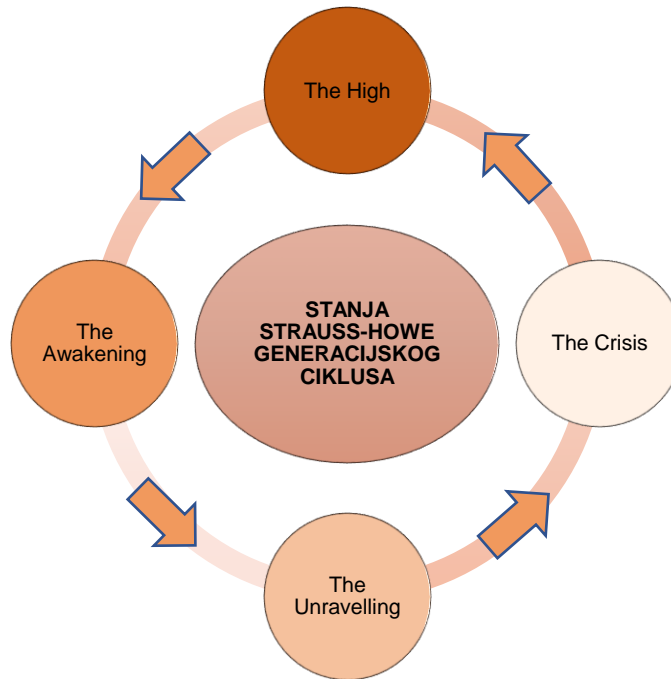 The High
The
Awakening
STANJA
STRAUSS-HOWE
GENERACIJSKOG
CIKLUSA
The Crisis
The
Unravelling